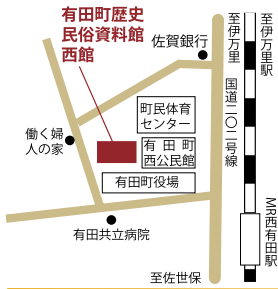 有田町歴史
民俗資料館
西館
佐賀銀行
至伊万里
至伊万里駅
国道二〇二号線
町民体育
センター
働く婦
人の家
有田町
西公民館
有田町役場
MR西有田駅
有田共立病院
至佐世保